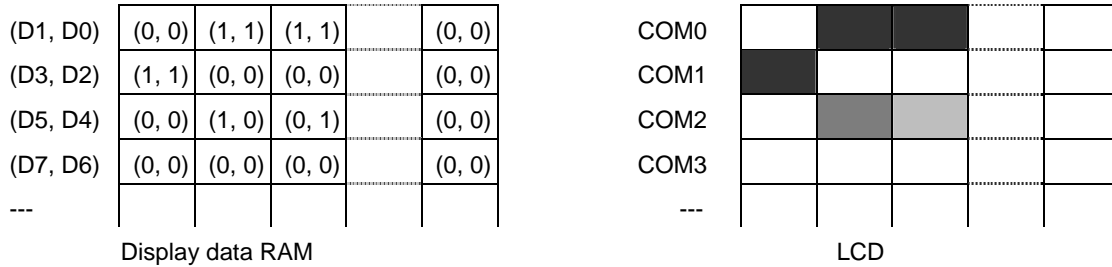 (D1, D0) (0, 0) (1, 1) (1, 1) (0, 0) COM0
(D3, D2) (1, 1) (0, 0) (0, 0) (0, 0) COM1
(D5, D4) (0, 0) (1, 0) (0, 1) (0, 0) COM2
(D7, D6) (0, 0) (0, 0) (0, 0) (0, 0) COM3
--- ---
Display data RAM LCD